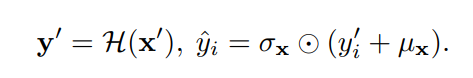 𝐲′ = ℋ(𝐱′), ŷᵢ = σ𝐱 ⊙ (y′ᵢ + μ𝐱).